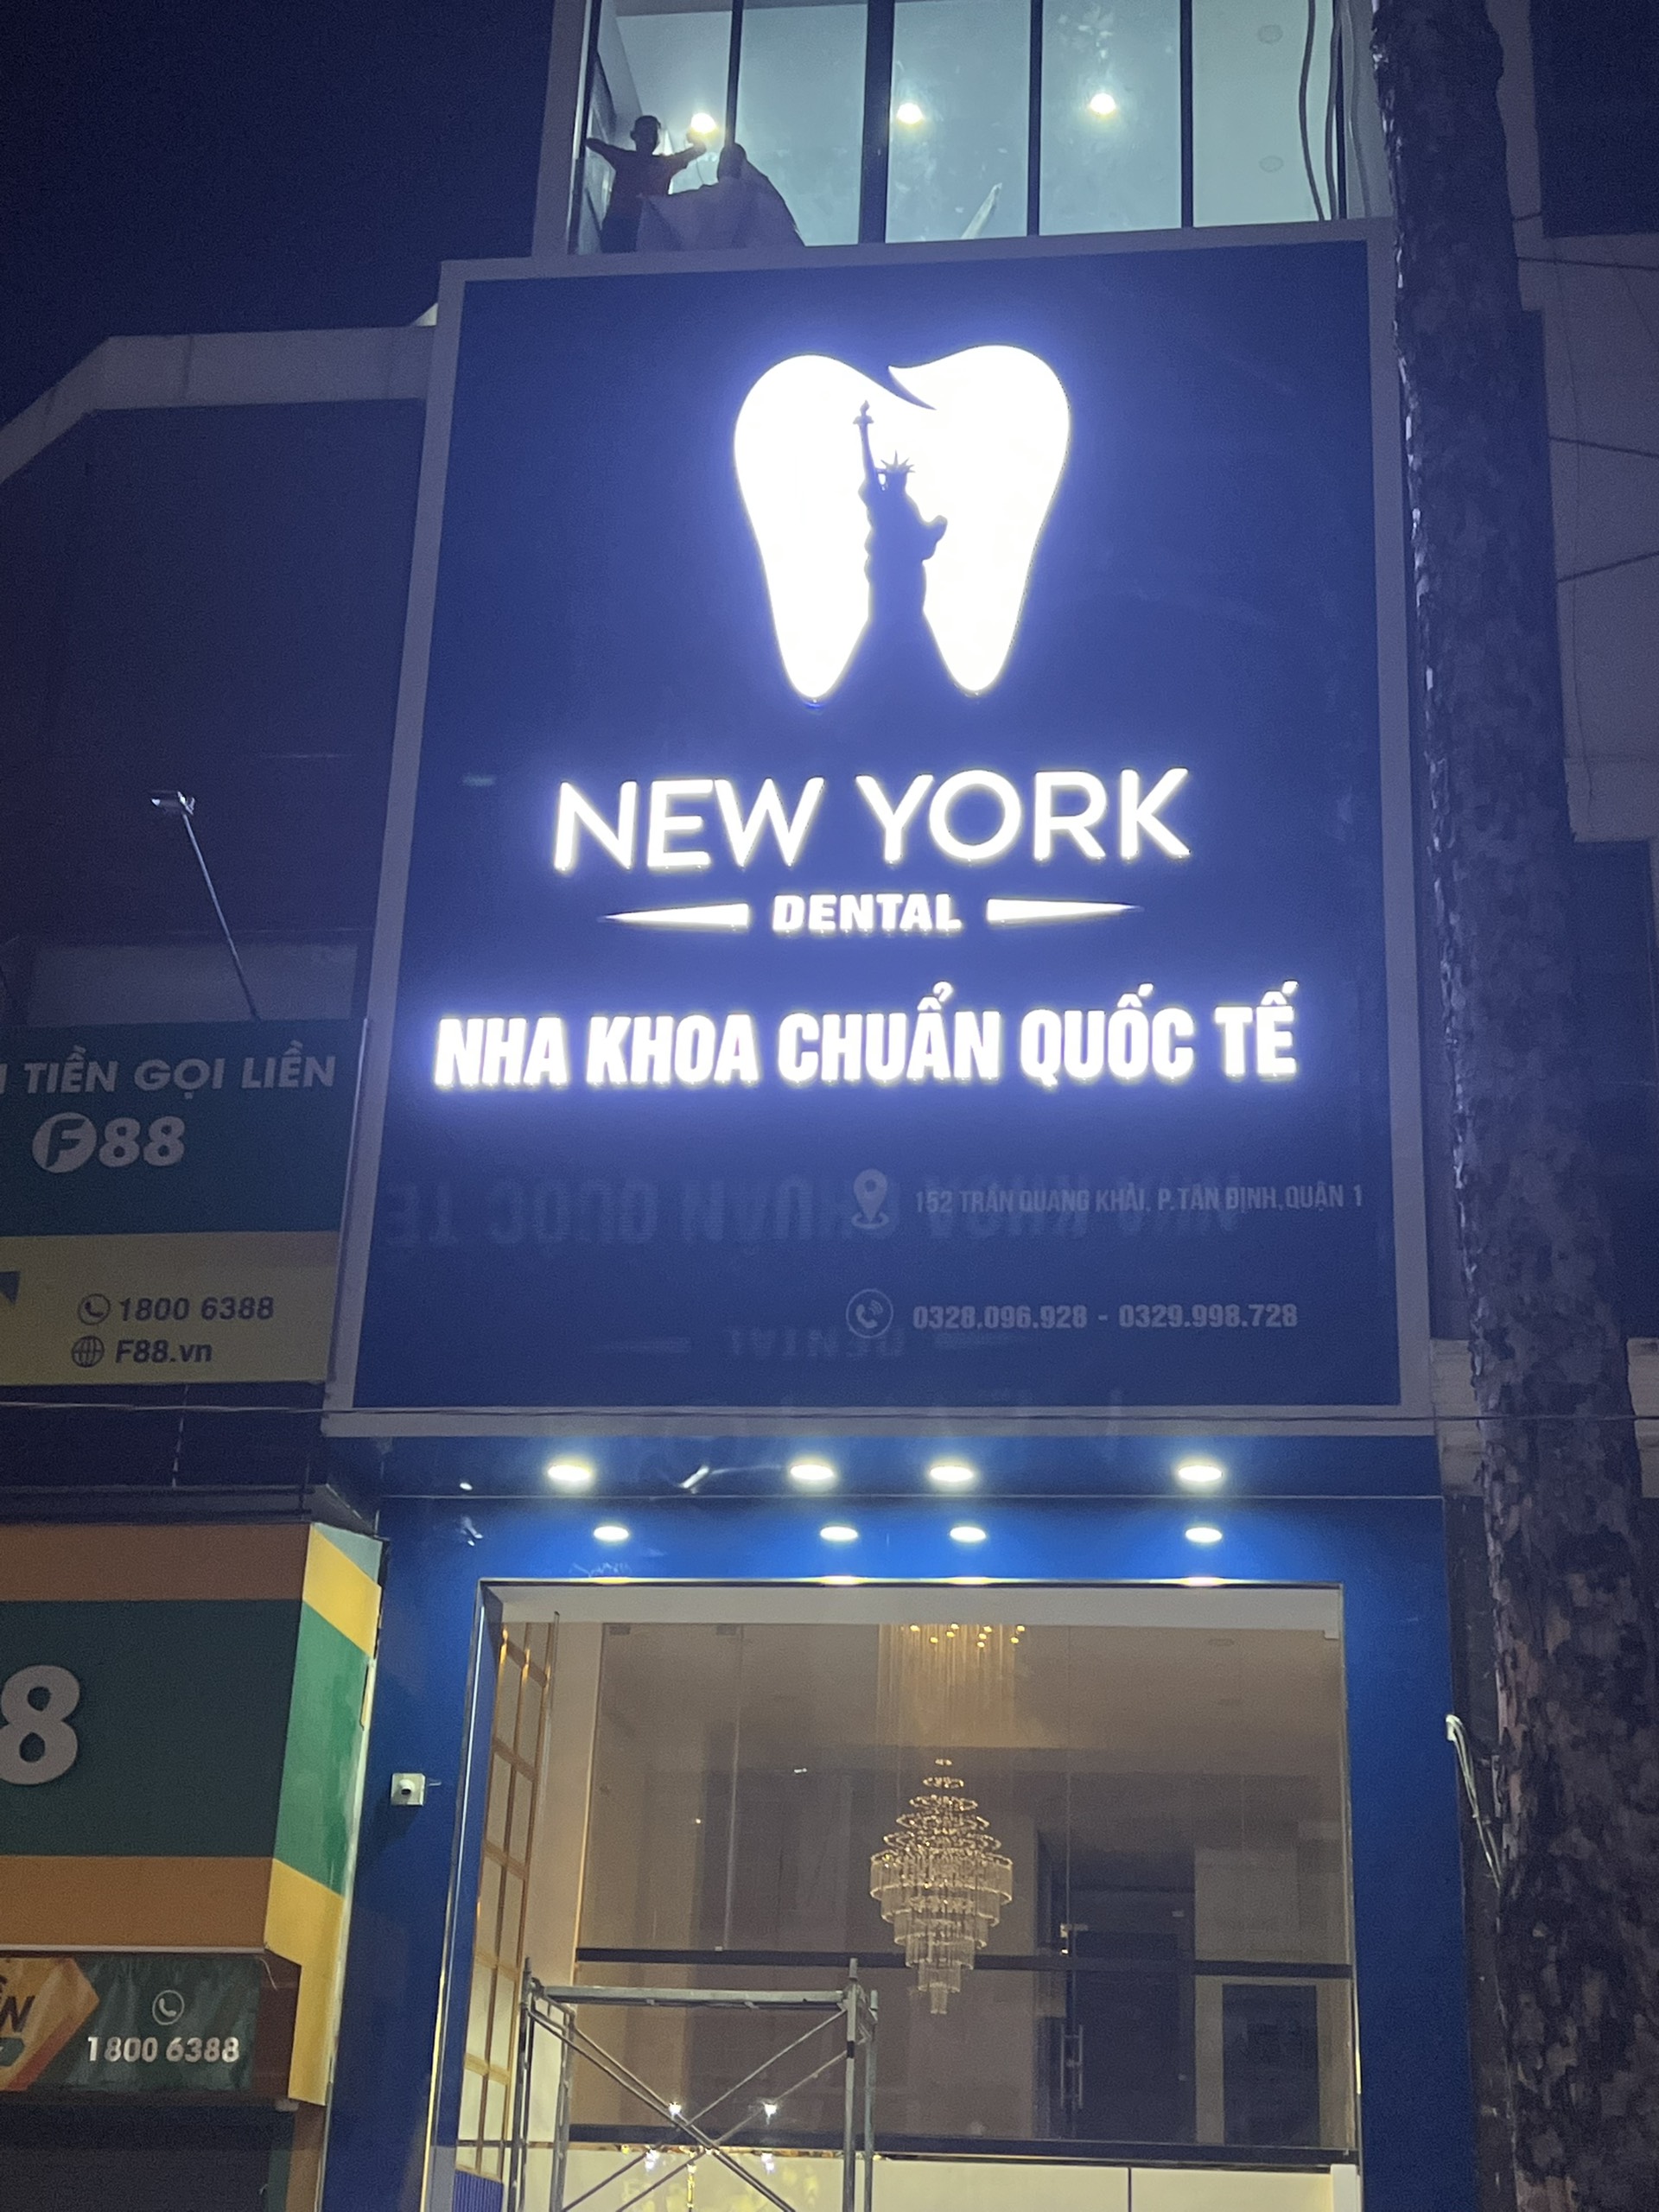 NEW YORK
DENTAL
NHA KHOA CHUẨN QUỐC TẾ
152 TRẦN QUANG KHẢI, P.TÂN ĐỊNH, QUẬN 1
0328.096.928 - 0329.998.728
TIỀN GỌI LIỀN
F88
1800 6388
F88.vn
8
1800 6388